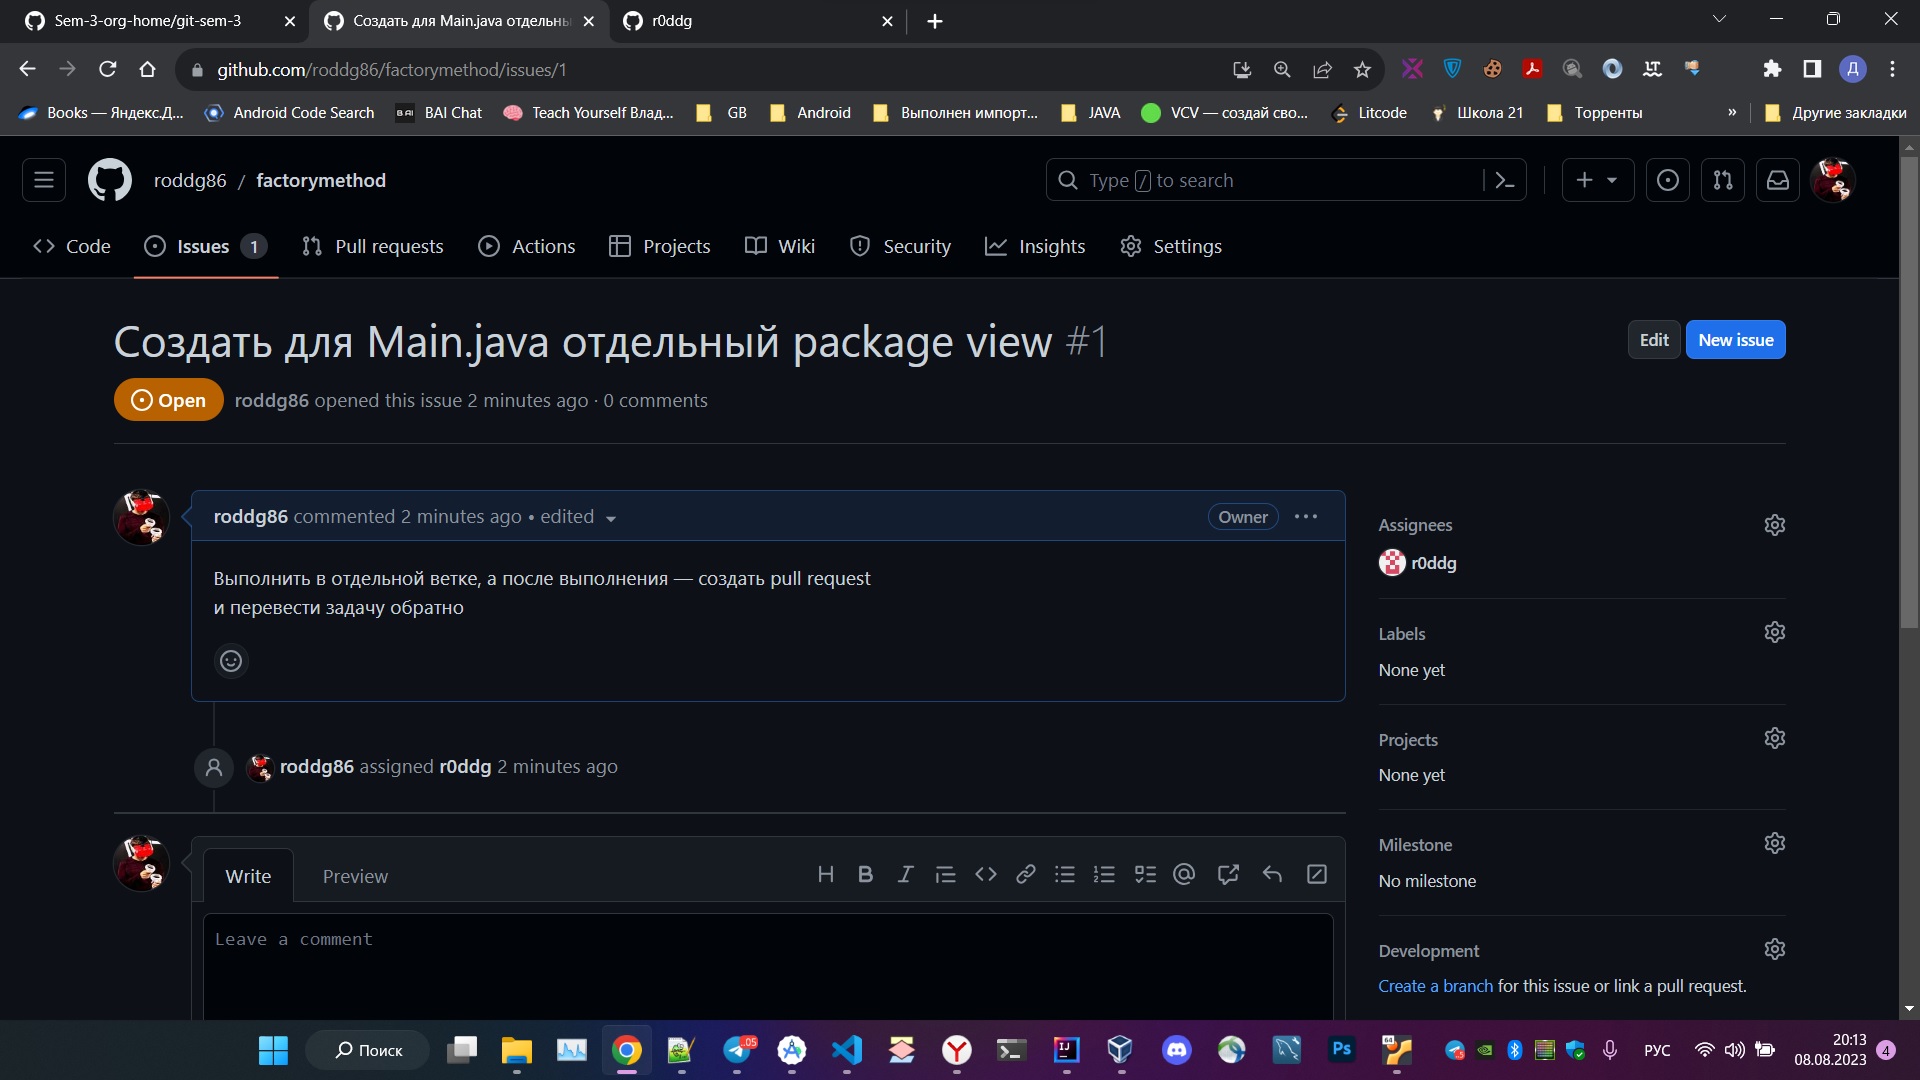 Sem-3-org-home/git-sem-3
Создать для Main.java отдельнь
r0ddg
github.com/roddg86/factorymethod/issues/1
Д
Books — Яндекс.Д...
Android Code Search
BAI Chat
Teach Yourself Влад...
GB
Android
Выполнен импорт...
JAVA
VCV — создай сво...
Litcode
Школа 21
Торренты
»
Другие закладки
roddg86 / factorymethod
Type / to search
Code
Issues 1
Pull requests
Actions
Projects
Wiki
Security
Insights
Settings
Создать для Main.java отдельный package view #1
Edit
New issue
Open
roddg86 opened this issue 2 minutes ago · 0 comments
roddg86 commented 2 minutes ago • edited
Owner
Выполнить в отдельной ветке, а после выполнения — создать pull request
и перевести задачу обратно
roddg86 assigned r0ddg 2 minutes ago
Assignees
r0ddg
Labels
None yet
Projects
None yet
Milestone
No milestone
Development
Create a branch for this issue or link a pull request.
Write
Preview
Leave a comment
Поиск
РУС
20:13
08.08.2023
4